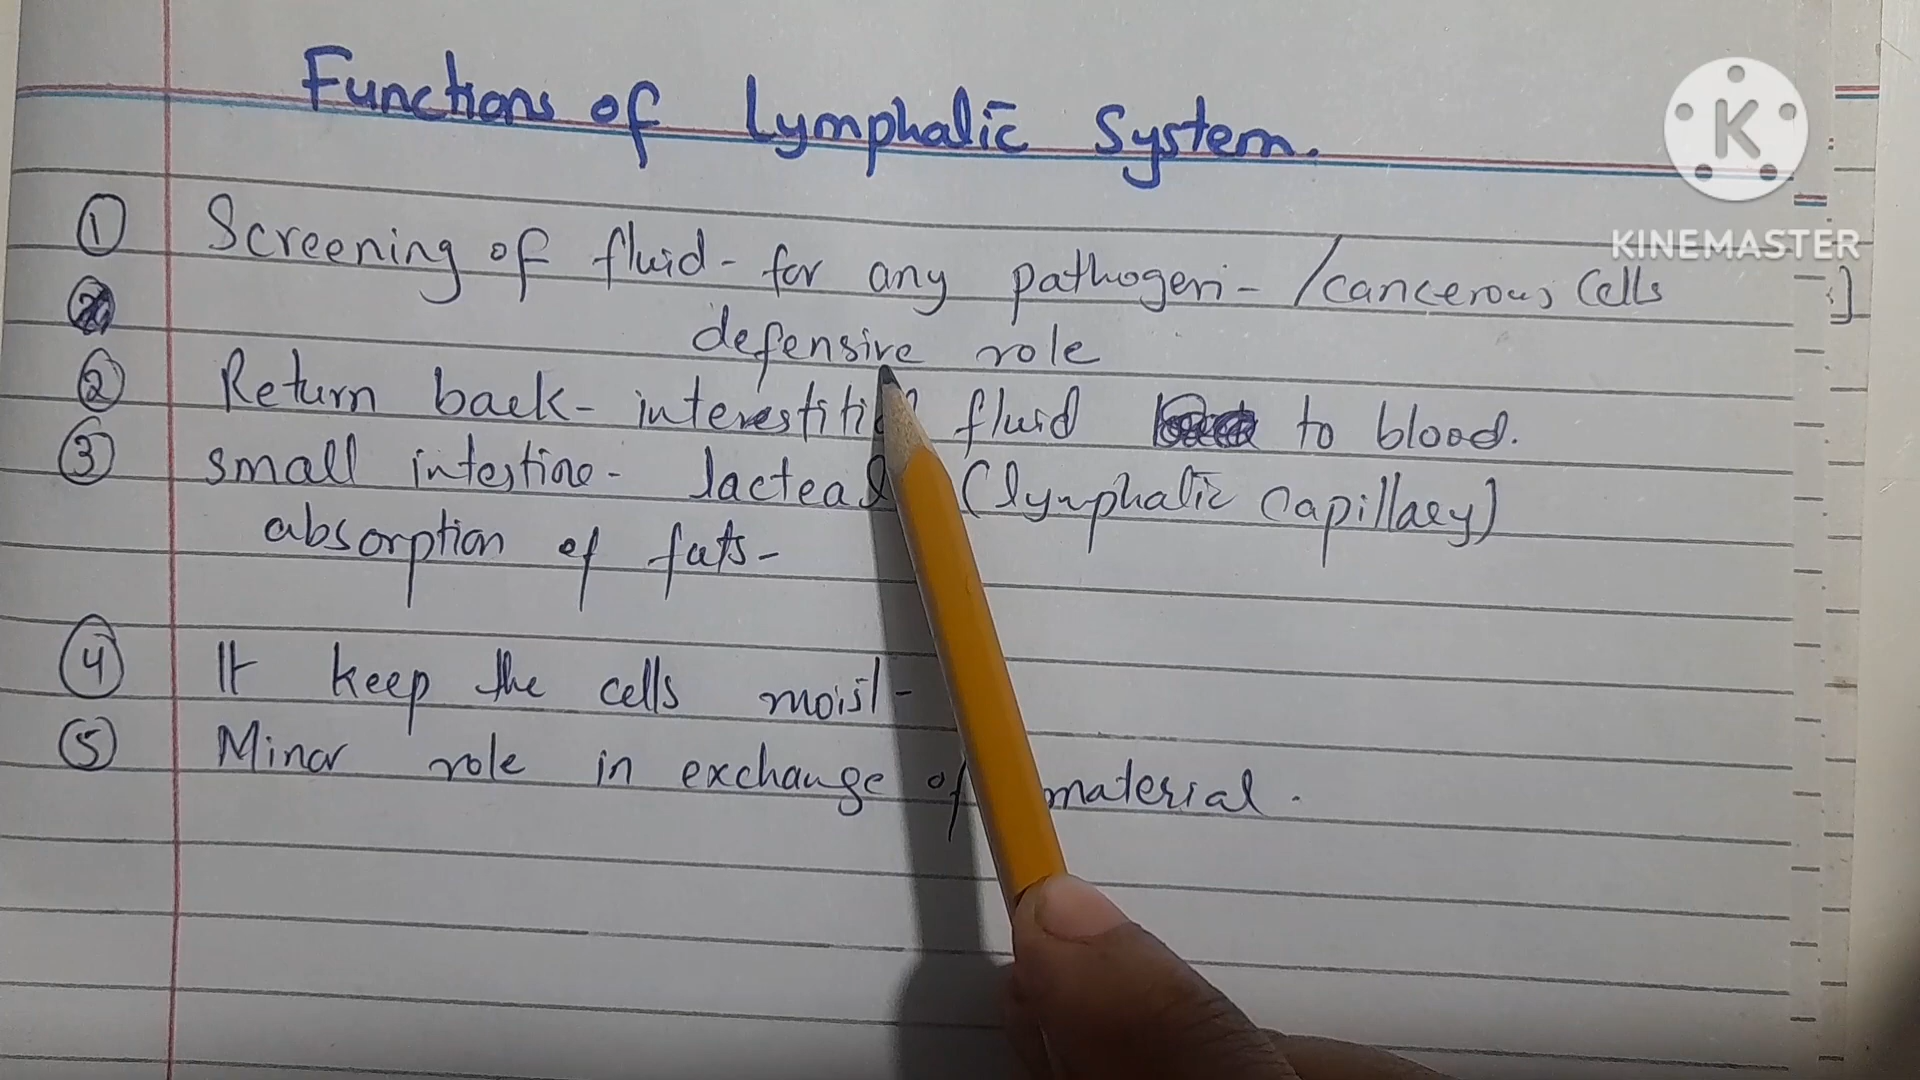 Functions of Lymphatic System.
K
KINEMASTER
① Screening of fluid - for any pathogen - /cancerous cells
defensive role
② Return back - interestitial fluid to blood.
③ small intestine - lacteal (lymphatic capillary)
absorption of fats -
④ It keep the cells moist -
⑤ Minor role in exchange of material.